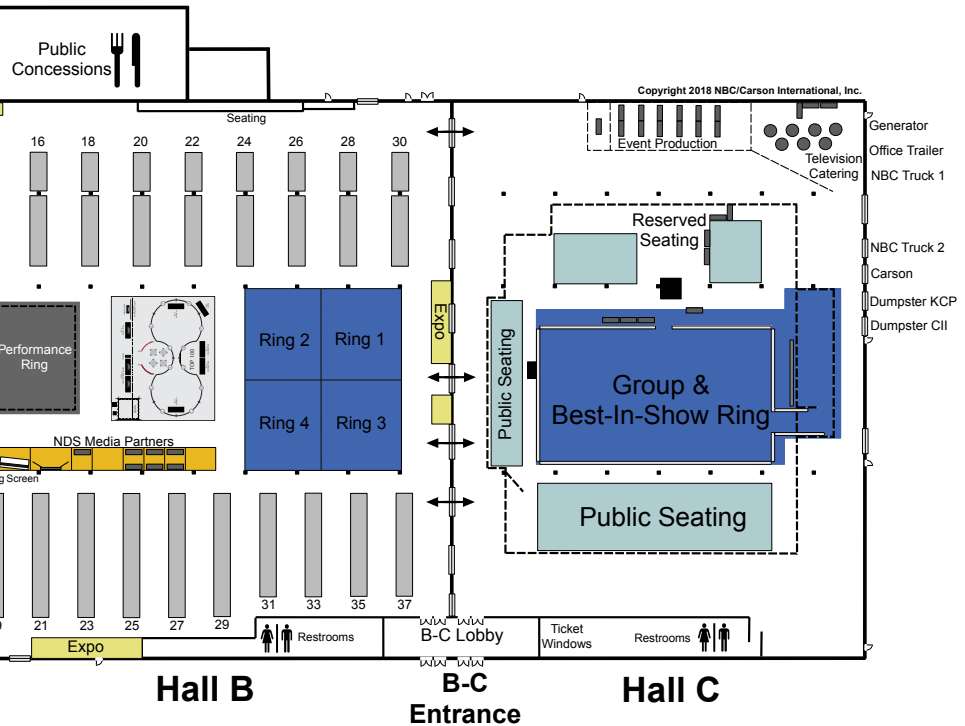 Public
Concessions
Copyright 2018 NBC/Carson International, Inc.
Seating
Event Production
Television
Catering
Generator
Office Trailer
NBC Truck 1
16 18 20 22 24 26 28 30
Reserved
Seating
NBC Truck 2
Carson
Dumpster KCP
Dumpster CII
Performance
Ring
TOP 100
Ring 2 Ring 1
Ring 4 Ring 3
Expo
Public Seating
Group &
Best-In-Show Ring
NDS Media Partners
Screen
Public Seating
21 23 25 27 29 31 33 35 37
Expo
Restrooms
B-C Lobby
Ticket
Windows
Restrooms
Hall B
B-C
Entrance
Hall C